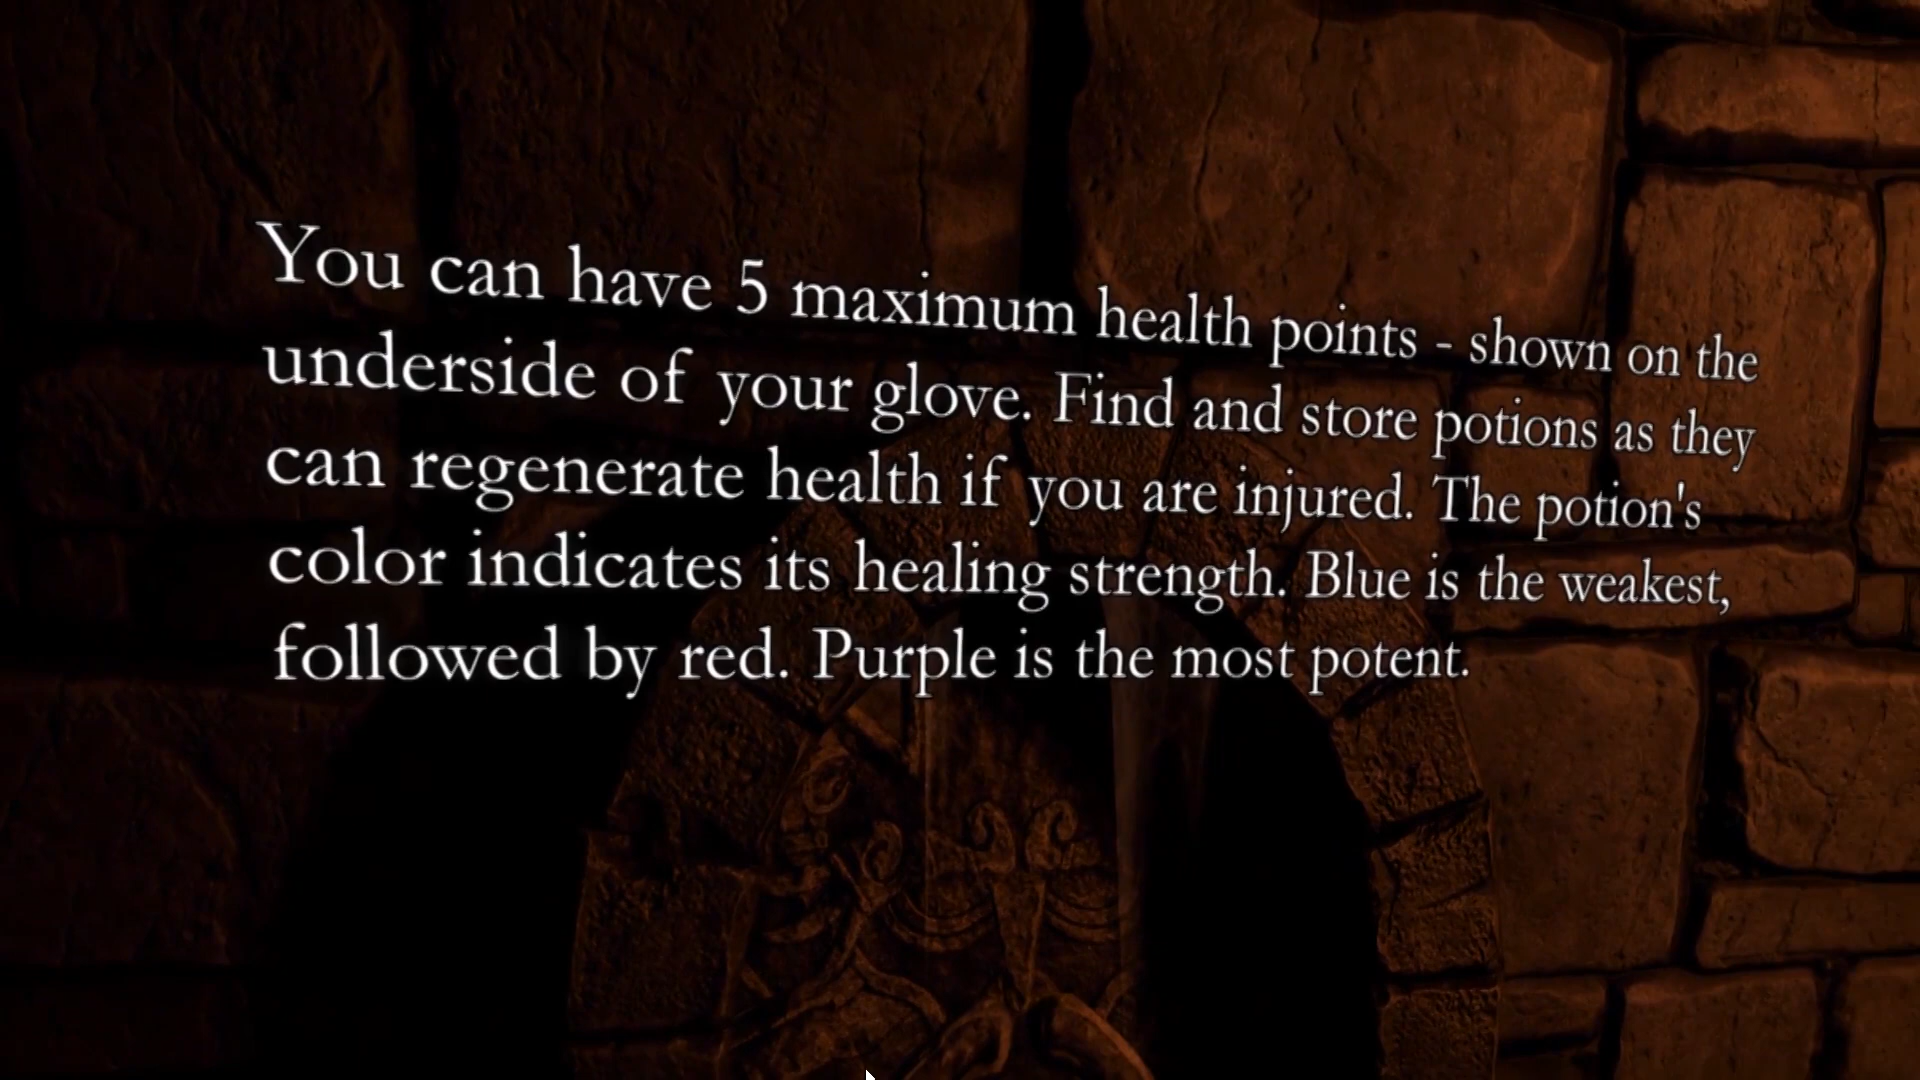 You can have 5 maximum health points - shown on the
underside of your glove. Find and store potions as they
can regenerate health if you are injured. The potion's
color indicates its healing strength. Blue is the weakest,
followed by red. Purple is the most potent.